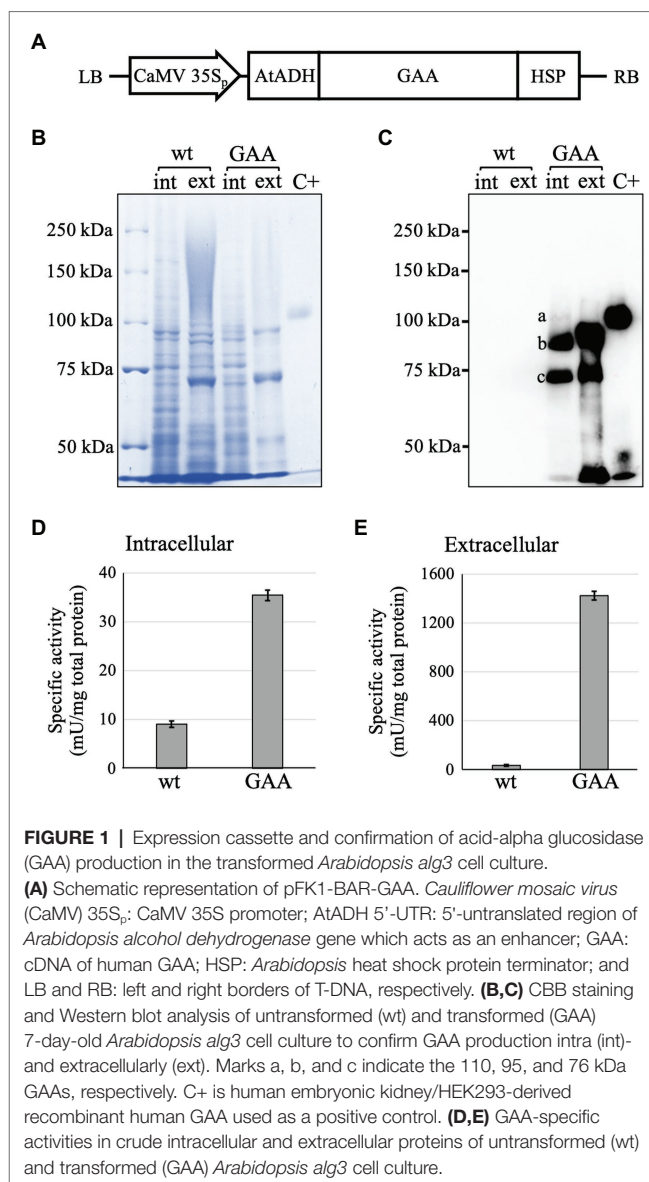 A
LB CaMV 35Sp AtADH GAA HSP RB
B
wt GAA
int ext int ext C+
250 kDa
150 kDa
100 kDa
75 kDa
50 kDa
C
wt GAA
int ext int ext C+
250 kDa
150 kDa
100 kDa
75 kDa
50 kDa
a
b
c
D
Intracellular
Specific activity
(mU/mg total protein)
40
30
20
10
0
wt GAA
E
Extracellular
Specific activity
(mU/mg total protein)
1600
1200
800
400
0
wt GAA
FIGURE 1 | Expression cassette and confirmation of acid-alpha glucosidase
(GAA) production in the transformed Arabidopsis alg3 cell culture.
(A) Schematic representation of pFK1-BAR-GAA. Cauliflower mosaic virus
(CaMV) 35Sp: CaMV 35S promoter; AtADH 5’-UTR: 5'-untranslated region of
Arabidopsis alcohol dehydrogenase gene which acts as an enhancer; GAA:
cDNA of human GAA; HSP: Arabidopsis heat shock protein terminator; and
LB and RB: left and right borders of T-DNA, respectively. (B,C) CBB staining
and Western blot analysis of untransformed (wt) and transformed (GAA)
7-day-old Arabidopsis alg3 cell culture to confirm GAA production intra (int)-
and extracellularly (ext). Marks a, b, and c indicate the 110, 95, and 76 kDa
GAAs, respectively. C+ is human embryonic kidney/HEK293-derived
recombinant human GAA used as a positive control. (D,E) GAA-specific
activities in crude intracellular and extracellular proteins of untransformed (wt)
and transformed (GAA) Arabidopsis alg3 cell culture.